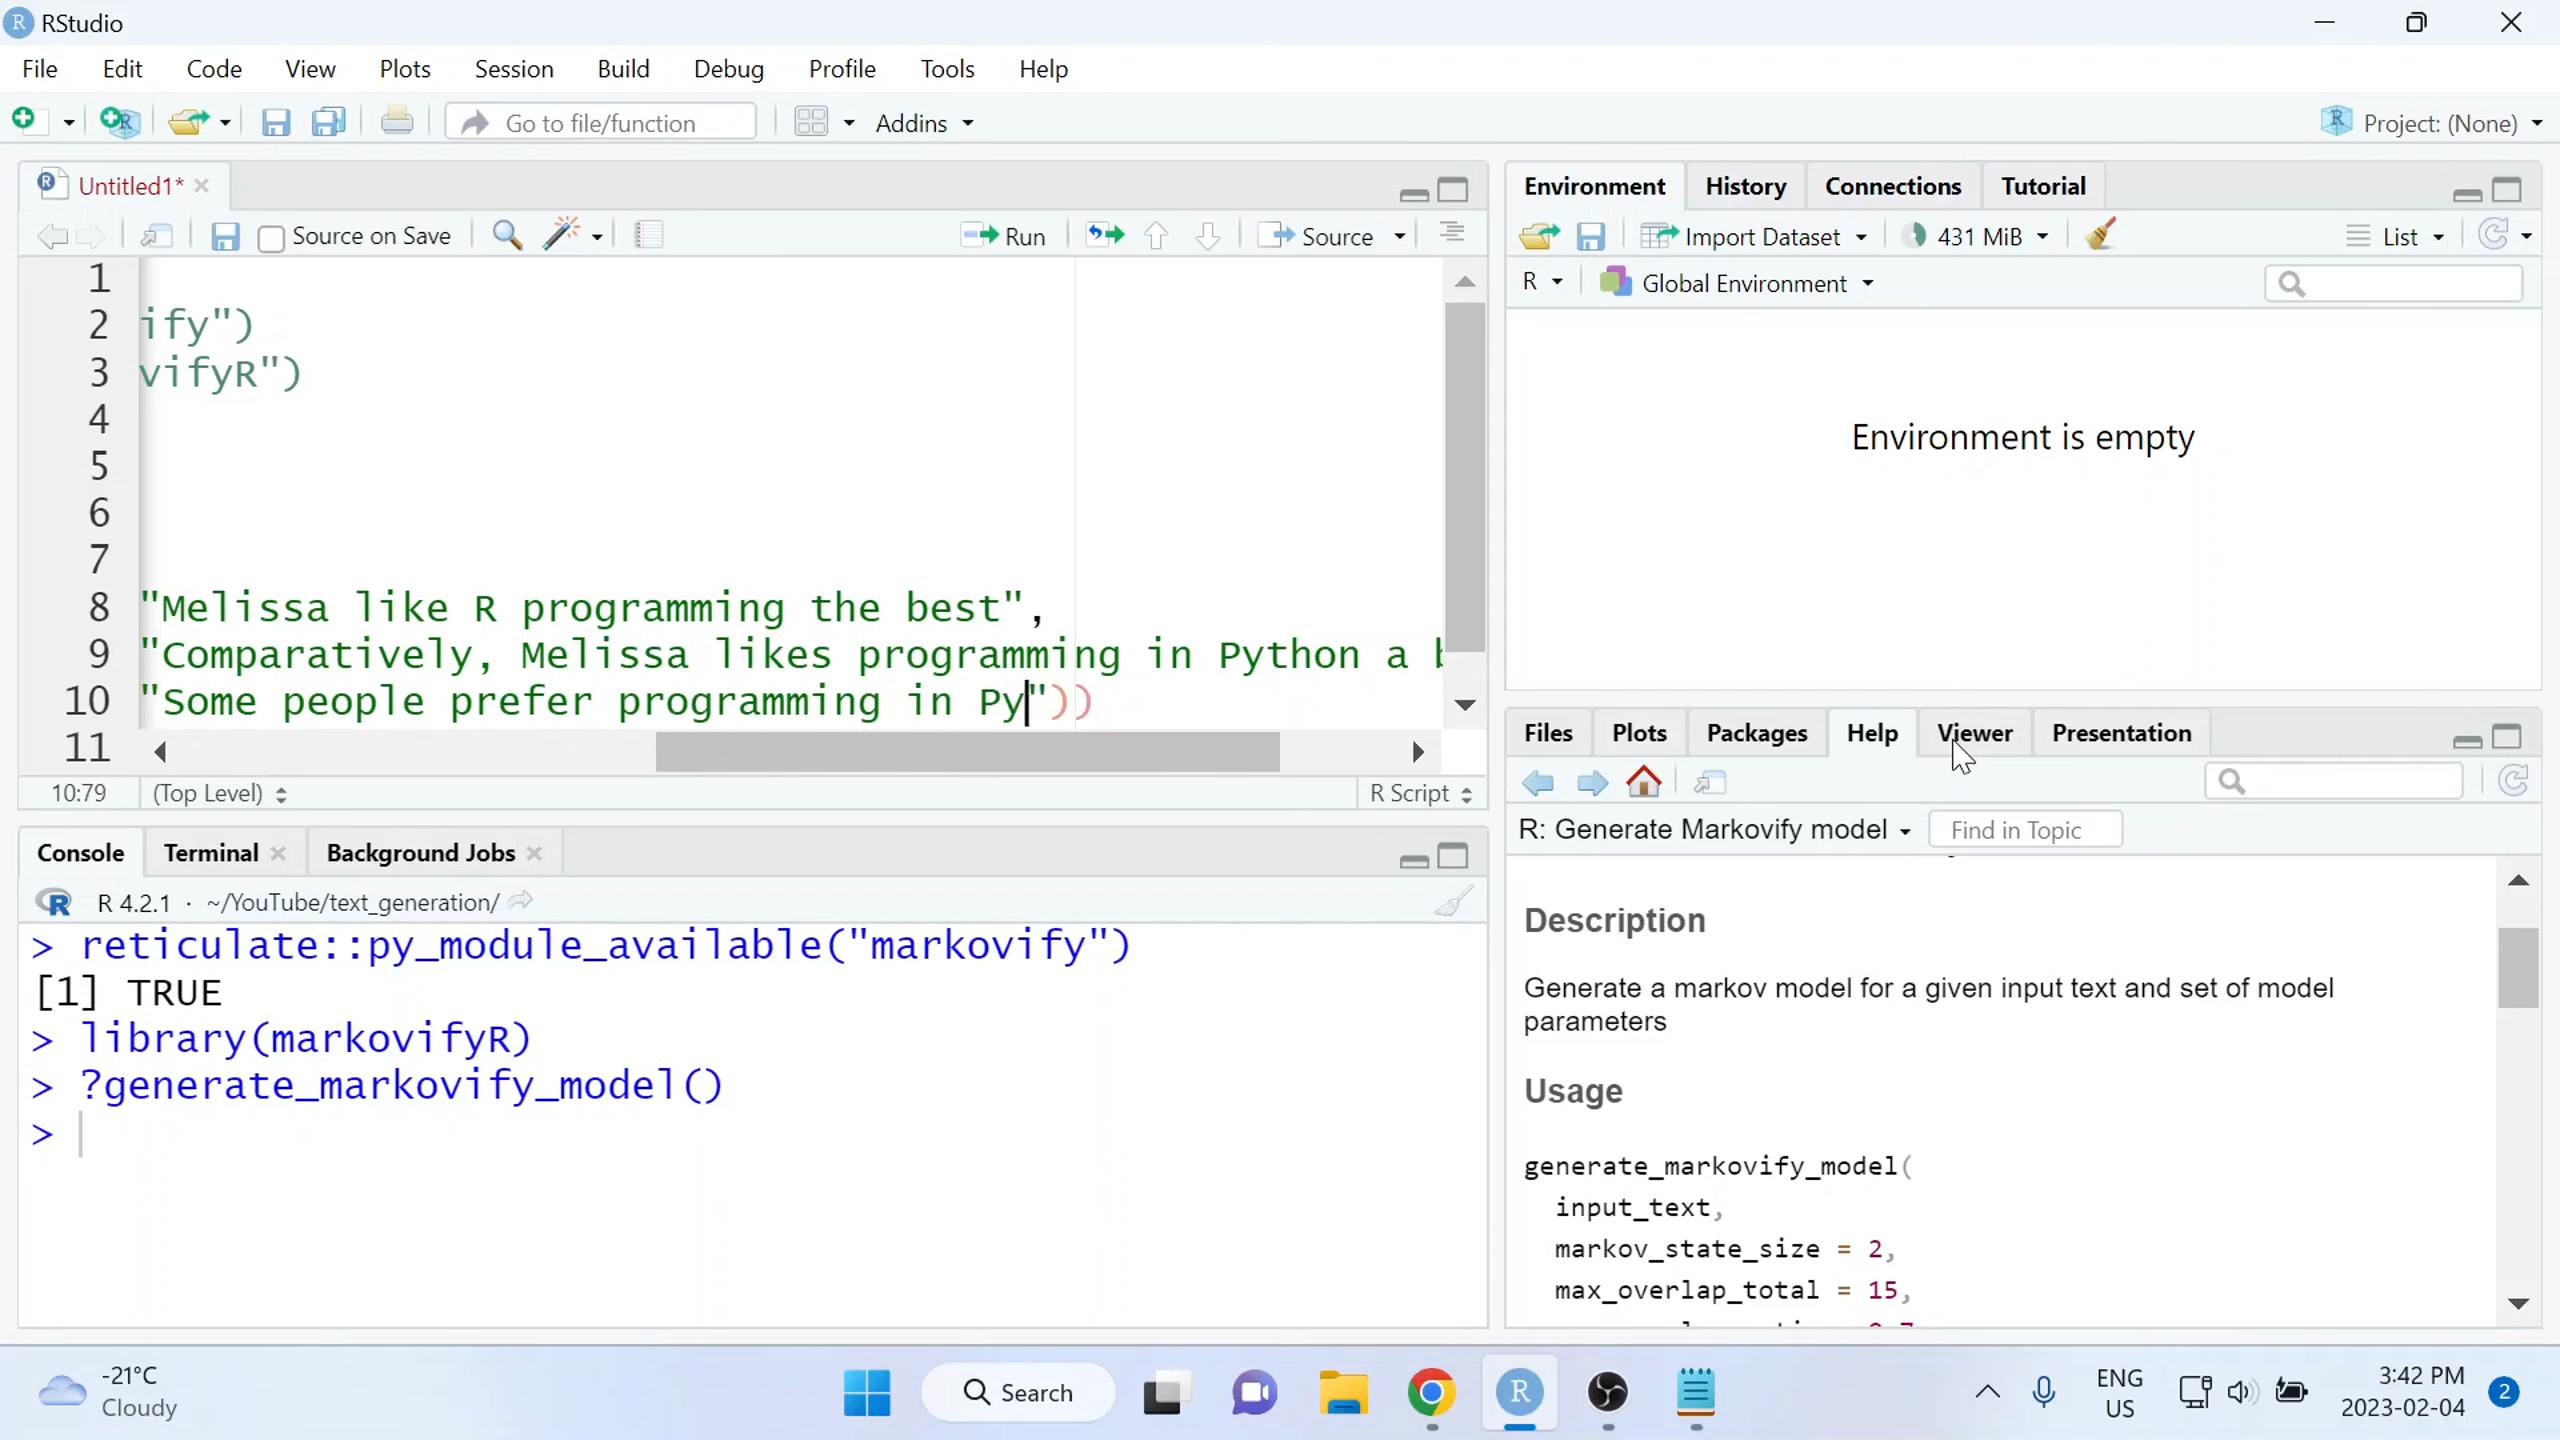 R RStudio
File Edit Code View Plots Session Build Debug Profile Tools Help
Go to file/function Addins Project: (None)
Untitled1*
Source on Save Run Source
1
2 ify")
3 vifyR")
4
5
6
7
8 "Melissa like R programming the best",
9 "Comparatively, Melissa likes programming in Python a
10 "Some people prefer programming in Py"))
11
10:79 (Top Level) R Script
Console Terminal Background Jobs
R R 4.2.1 · ~/YouTube/text_generation/
> reticulate::py_module_available("markovify")
[1] TRUE
> library(markovifyR)
> ?generate_markovify_model()
>
Environment History Connections Tutorial
Import Dataset 431 MiB List
R Global Environment
Environment is empty
Files Plots Packages Help Viewer Presentation
R: Generate Markovify model Find in Topic
Description
Generate a markov model for a given input text and set of model
parameters
Usage
generate_markovify_model(
input_text,
markov_state_size = 2,
max_overlap_total = 15,
-21°C
Cloudy
Search
R
ENG
US
3:42 PM
2023-02-04
2